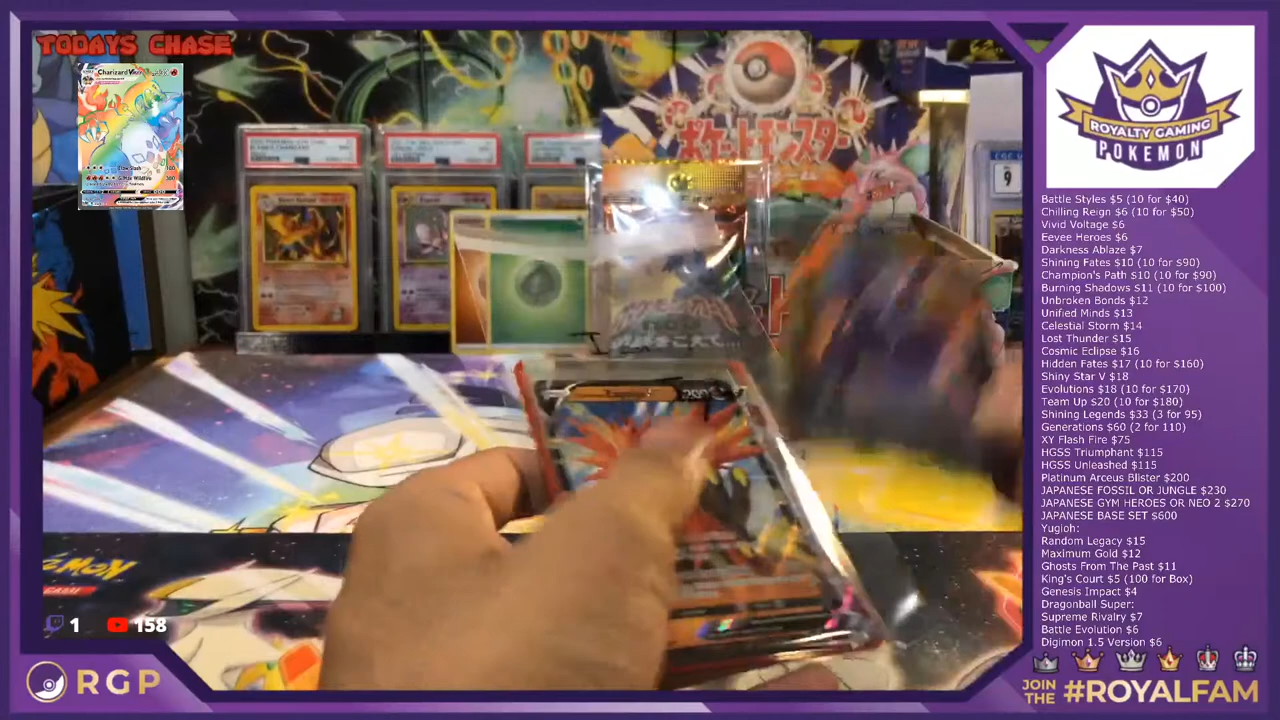 TODAYS CHASE
Charizard
G-Max Wildfire
ポケットモンスター
9
1
158
RGP
ROYALTY GAMING
POKEMON
Battle Styles $5 (10 for $40)
Chilling Reign $6 (10 for $50)
Vivid Voltage $6
Eevee Heroes $6
Darkness Ablaze $7
Shining Fates $10 (10 for $90)
Champion's Path $10 (10 for $90)
Burning Shadows $11 (10 for $100)
Unbroken Bonds $12
Unified Minds $13
Celestial Storm $14
Lost Thunder $15
Cosmic Eclipse $16
Hidden Fates $17 (10 for $160)
Shiny Star V $18
Evolutions $18 (10 for $170)
Team Up $20 (10 for $180)
Shining Legends $33 (3 for 95)
Generations $60 (2 for 110)
XY Flash Fire $75
HGSS Triumphant $115
HGSS Unleashed $115
Platinum Arceus Blister $200
JAPANESE FOSSIL OR JUNGLE $230
JAPANESE GYM HEROES OR NEO 2 $270
JAPANESE BASE SET $600
Yugioh:
Random Legacy $15
Maximum Gold $12
Ghosts From The Past $11
King's Court $5 (100 for Box)
Genesis Impact $4
Dragonball Super:
Supreme Rivalry $7
Battle Evolution $6
Digimon 1.5 Version $6
JOIN
THE
#ROYALFAM